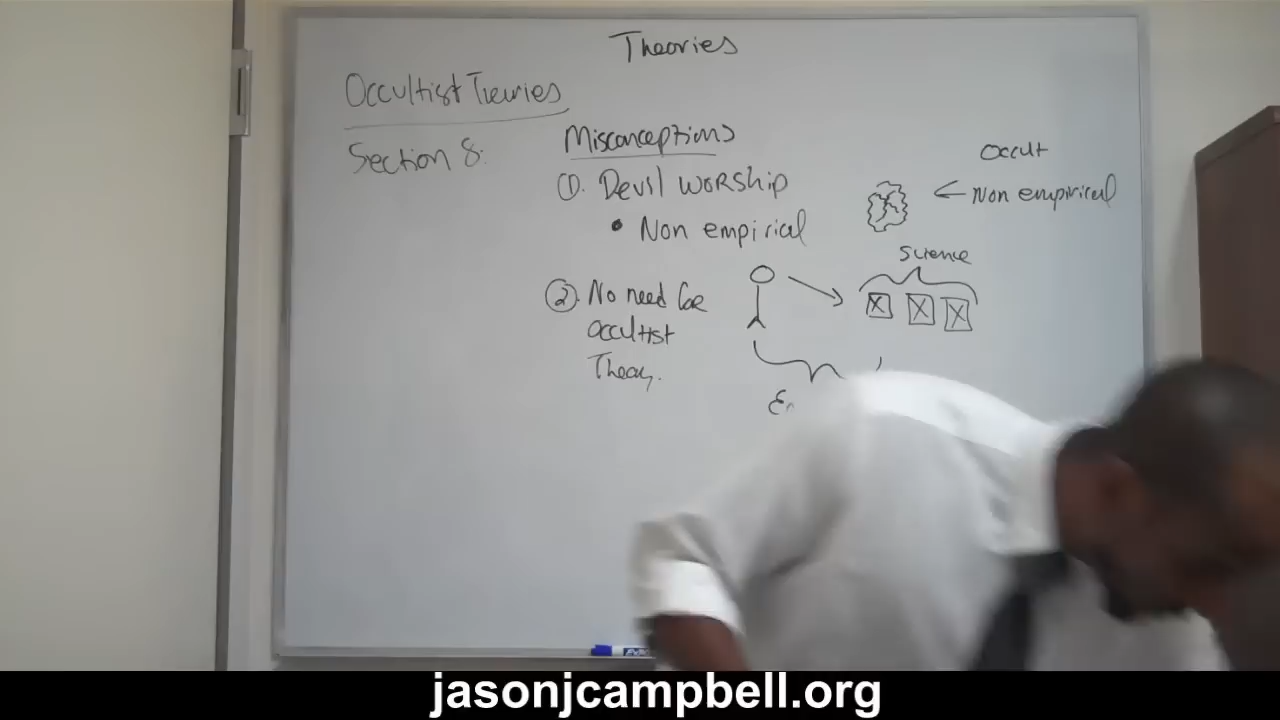 Theories
Occultist Theories
Section 8:
Misconceptions
①. Devil worship
• Non empirical
②. No need for
occultist
Theory.
Occult
← Non empirical
Science
jasonjcampbell.org